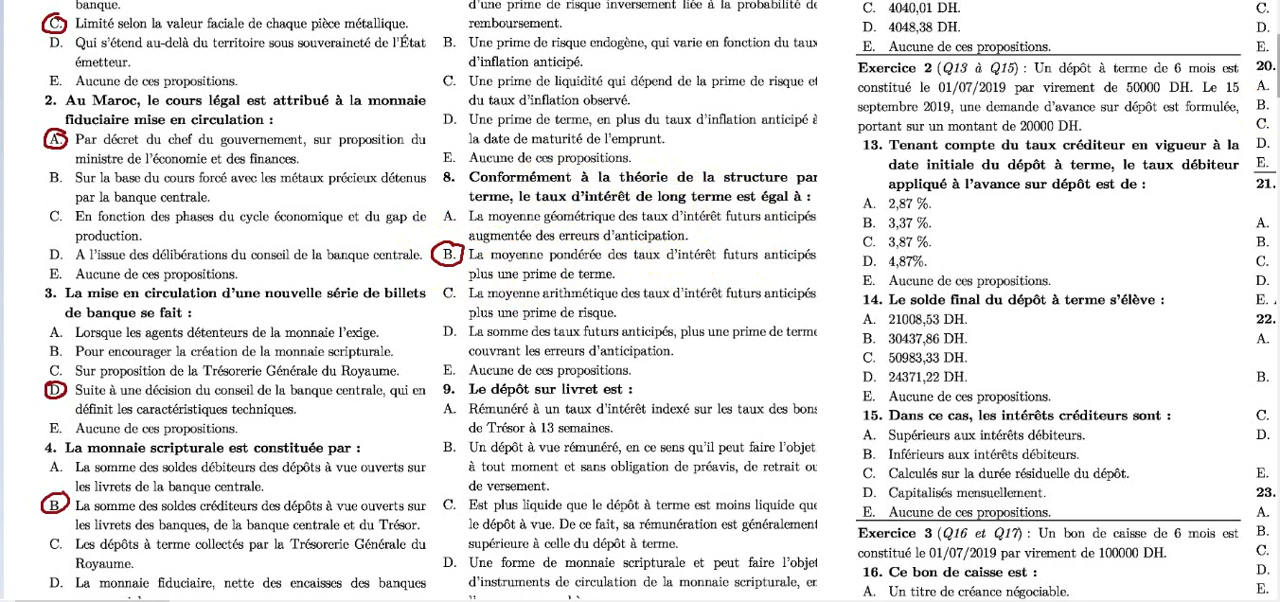 banque.
C. Limité selon la valeur faciale de chaque pièce métallique.
D. Qui s'étend au-delà du territoire sous souveraineté de l'État
émetteur.
E. Aucune de ces propositions.
2. Au Maroc, le cours légal est attribué à la monnaie
fiduciaire mise en circulation :
A. Par décret du chef du gouvernement, sur proposition du
ministre de l'économie et des finances.
B. Sur la base du cours forcé avec les métaux précieux détenus
par la banque centrale.
C. En fonction des phases du cycle économique et du gap de
production.
D. A l'issue des délibérations du conseil de la banque centrale.
E. Aucune de ces propositions.
3. La mise en circulation d'une nouvelle série de billets
de banque se fait :
A. Lorsque les agents détenteurs de la monnaie l'exige.
B. Pour encourager la création de la monnaie scripturale.
C. Sur proposition de la Trésorerie Générale du Royaume.
D. Suite à une décision du conseil de la banque centrale, qui en
définit les caractéristiques techniques.
E. Aucune de ces propositions.
4. La monnaie scripturale est constituée par :
A. La somme des soldes débiteurs des dépôts à vue ouverts sur
les livrets de la banque centrale.
B. La somme des soldes créditeurs des dépôts à vue ouverts sur
les livrets des banques, de la banque centrale et du Trésor.
C. Les dépôts à terme collectés par la Trésorerie Générale du
Royaume.
D. La monnaie fiduciaire, nette des encaisses des banques
d'une prime de risque inversement liée à la probabilité de
remboursement.
B. Une prime de risque endogène, qui varie en fonction du taux
d'inflation anticipé.
C. Une prime de liquidité qui dépend de la prime de risque et
du taux d'inflation observé.
D. Une prime de terme, en plus du taux d'inflation anticipé à
la date de maturité de l'emprunt.
E. Aucune de ces propositions.
8. Conformément à la théorie de la structure par
terme, le taux d'intérêt de long terme est égal à :
A. La moyenne géométrique des taux d'intérêt futurs anticipés
augmentée des erreurs d'anticipation.
B. La moyenne pondérée des taux d'intérêt futurs anticipés
plus une prime de terme.
C. La moyenne arithmétique des taux d'intérêt futurs anticipés
plus une prime de risque.
D. La somme des taux futurs anticipés, plus une prime de terme
couvrant les erreurs d'anticipation.
E. Aucune de ces propositions.
9. Le dépôt sur livret est :
A. Rémunéré à un taux d'intérêt indexé sur les taux des bons
de Trésor à 13 semaines.
B. Un dépôt à vue rémunéré, en ce sens qu'il peut faire l'objet
à tout moment et sans obligation de préavis, de retrait ou
de versement.
C. Est plus liquide que le dépôt à terme est moins liquide que
le dépôt à vue. De ce fait, sa rémunération est généralement
supérieure à celle du dépôt à terme.
D. Une forme de monnaie scripturale et peut faire l'objet
d'instruments de circulation de la monnaie scripturale, en
C. 4040,01 DH.
D. 4048,38 DH.
E. Aucune de ces propositions.
Exercice 2 (Q13 à Q15) : Un dépôt à terme de 6 mois est
constitué le 01/07/2019 par virement de 50000 DH. Le 15
septembre 2019, une demande d'avance sur dépôt est formulée,
portant sur un montant de 20000 DH.
13. Tenant compte du taux créditeur en vigueur à la
date initiale du dépôt à terme, le taux débiteur
appliqué à l'avance sur dépôt est de :
A. 2,87 %.
B. 3,37 %.
C. 3,87 %.
D. 4,87%.
E. Aucune de ces propositions.
14. Le solde final du dépôt à terme s'élève :
A. 21008,53 DH.
B. 30437,86 DH.
C. 50983,33 DH.
D. 24371,22 DH.
E. Aucune de ces propositions.
15. Dans ce cas, les intérêts créditeurs sont :
A. Supérieurs aux intérêts débiteurs.
B. Inférieurs aux intérêts débiteurs.
C. Calculés sur la durée résiduelle du dépôt.
D. Capitalisés mensuellement.
E. Aucune de ces propositions.
Exercice 3 (Q16 et Q17) : Un bon de caisse de 6 mois est
constitué le 01/07/2019 par virement de 100000 DH.
16. Ce bon de caisse est :
A. Un titre de créance négociable.
C.
D.
E.
20.
A.
B.
C.
D.
E.
21.
A.
B.
C.
D.
E.
22.
A.
B.
C.
D.
E.
23.
A.
B.
C.
D.
E.